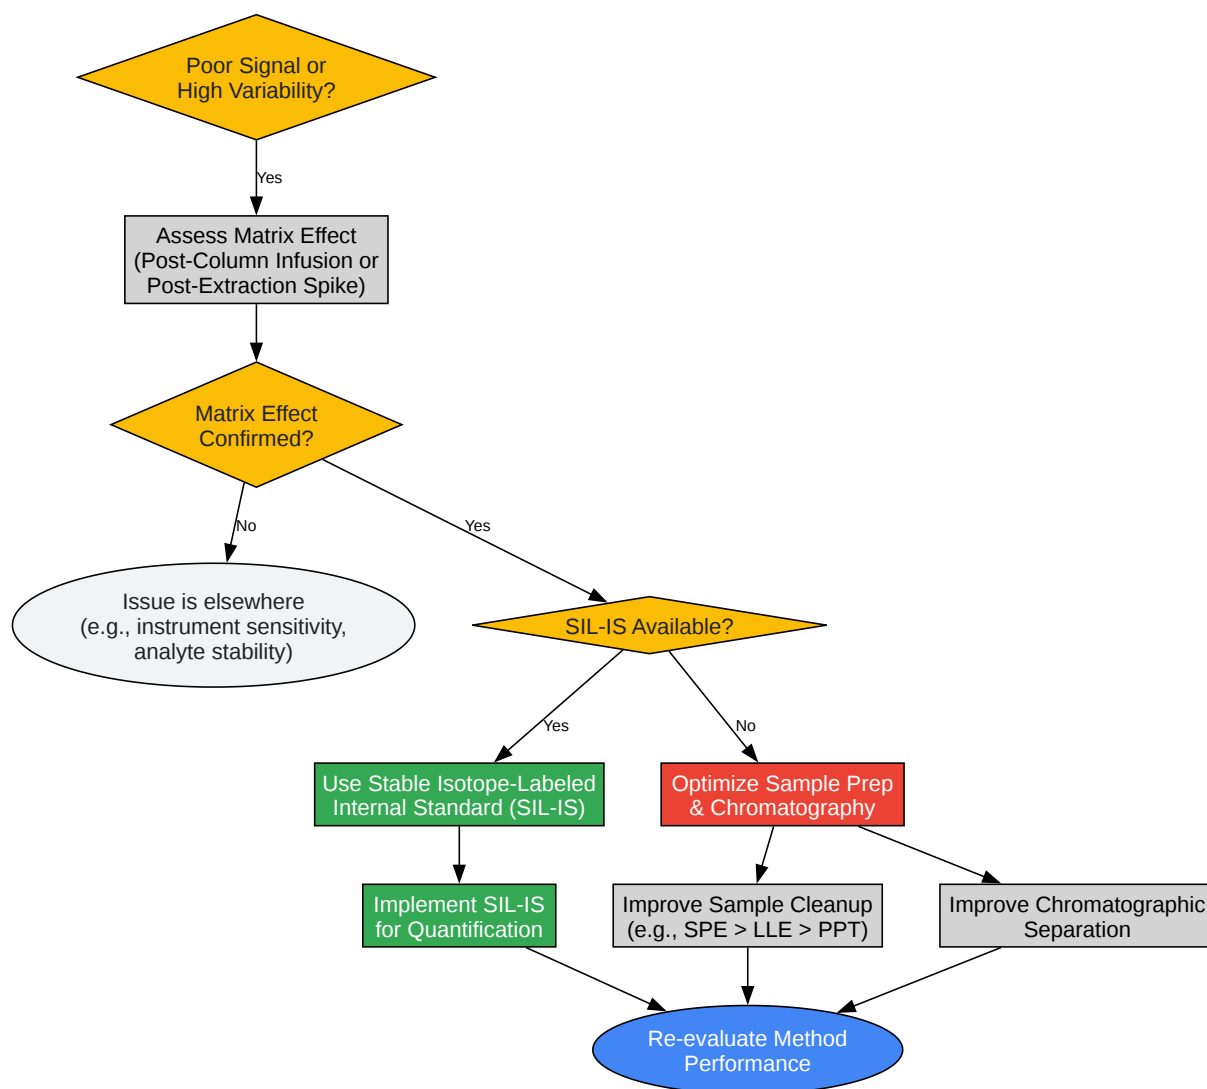 Poor Signal or
High Variability?
Yes
Assess Matrix Effect
(Post-Column Infusion or
Post-Extraction Spike)
Matrix Effect
Confirmed?
No
Yes
Issue is elsewhere
(e.g., instrument sensitivity,
analyte stability)
SIL-IS Available?
Yes
No
Use Stable Isotope-Labeled
Internal Standard (SIL-IS)
Optimize Sample Prep
& Chromatography
Implement SIL-IS
for Quantification
Improve Sample Cleanup
(e.g., SPE > LLE > PPT)
Improve Chromatographic
Separation
Re-evaluate Method
Performance